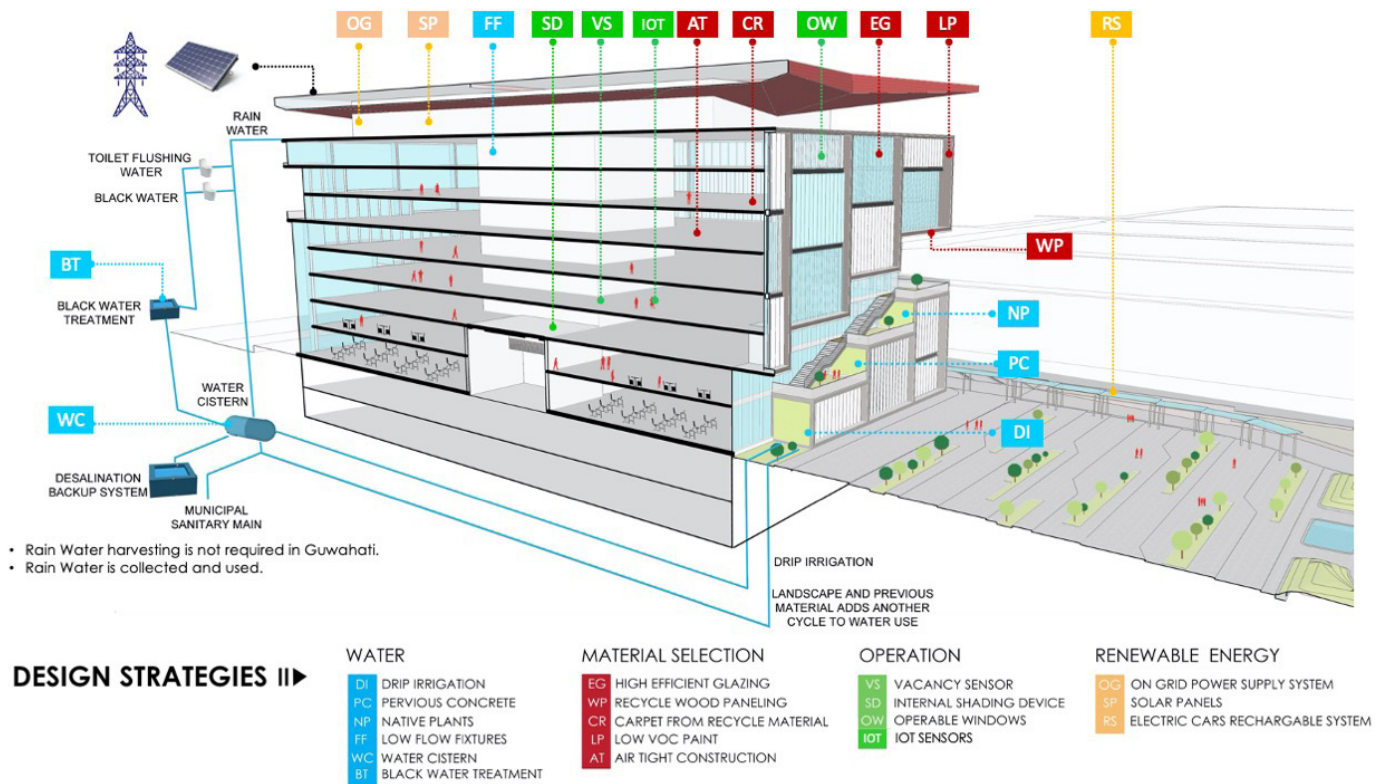 OG SP FF SD VS IOT AT CR OW EG LP RS
RAIN
WATER
TOILET FLUSHING
WATER
BLACK WATER
BT
BLACK WATER
TREATMENT
WP
NP
PC
DI
WATER
CISTERN
WC
DESALINATION
BACKUP SYSTEM
MUNICIPAL
SANITARY MAIN
• Rain Water harvesting is not required in Guwahati.
• Rain Water is collected and used.
DRIP IRRIGATION
LANDSCAPE AND PREVIOUS
MATERIAL ADDS ANOTHER
CYCLE TO WATER USE
DESIGN STRATEGIES II
WATER
DI DRIP IRRIGATION
PC PERVIOUS CONCRETE
NP NATIVE PLANTS
FF LOW FLOW FIXTURES
WC WATER CISTERN
BT BLACK WATER TREATMENT
MATERIAL SELECTION
EG HIGH EFFICIENT GLAZING
WP RECYCLE WOOD PANELING
CR CARPET FROM RECYCLE MATERIAL
LP LOW VOC PAINT
AT AIR TIGHT CONSTRUCTION
OPERATION
VS VACANCY SENSOR
SD INTERNAL SHADING DEVICE
OW OPERABLE WINDOWS
IOT IOT SENSORS
RENEWABLE ENERGY
OG ON GRID POWER SUPPLY SYSTEM
SP SOLAR PANELS
RS ELECTRIC CARS RECHARGABLE SYSTEM